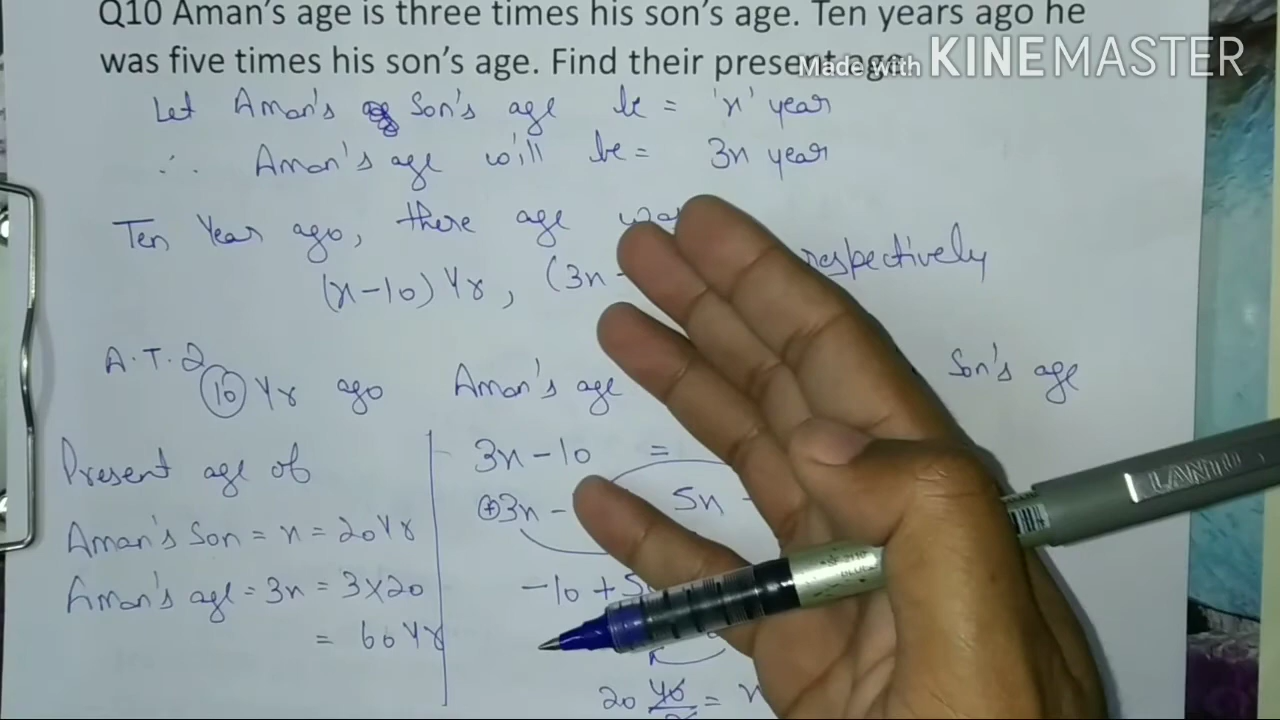 Q10 Aman's age is three times his son's age. Ten years ago he
was five times his son's age. Find their present age
Made with KINEMASTER
Let Aman's Son's age be = 'x' year
∴ Aman's age will be = 3x year
Ten Year ago, there age
(x-10) Yr, (3x respectively
A.T.Q
10 Yr ago Aman's age Son's age
3x - 10 =
+3x - 5x -
-10 + 5
20 40 = x
Present age of
Aman's Son = x = 20 Yr
Aman's age = 3x = 3×20
= 60 Yr
LANTU